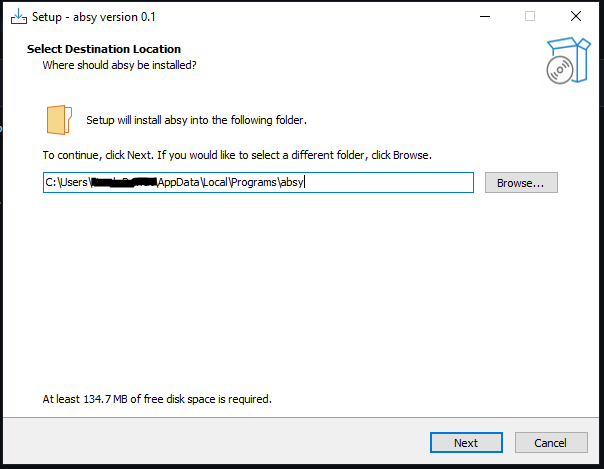 Setup - absy version 0.1
Select Destination Location
Where should absy be installed?
Setup will install absy into the following folder.
To continue, click Next. If you would like to select a different folder, click Browse.
C:\Users\ \AppData\Local\Programs\absy
Browse...
At least 134.7 MB of free disk space is required.
Next
Cancel